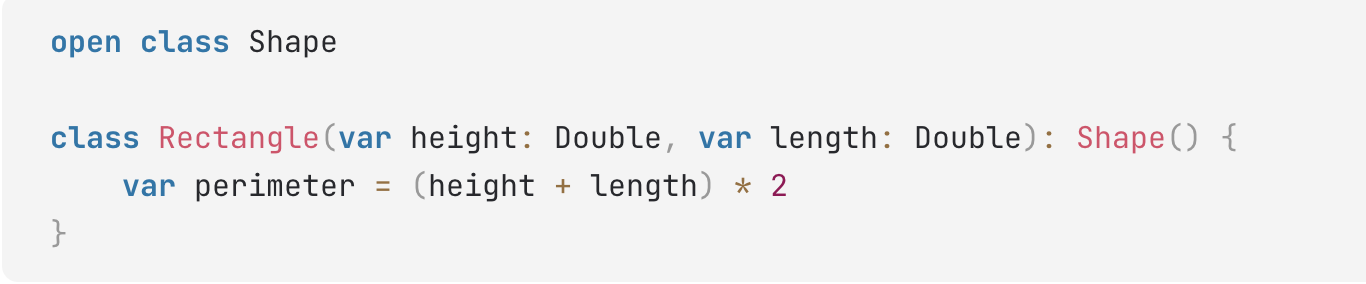 open class Shape

class Rectangle(var height: Double, var length: Double): Shape() {
    var perimeter = (height + length) * 2
}